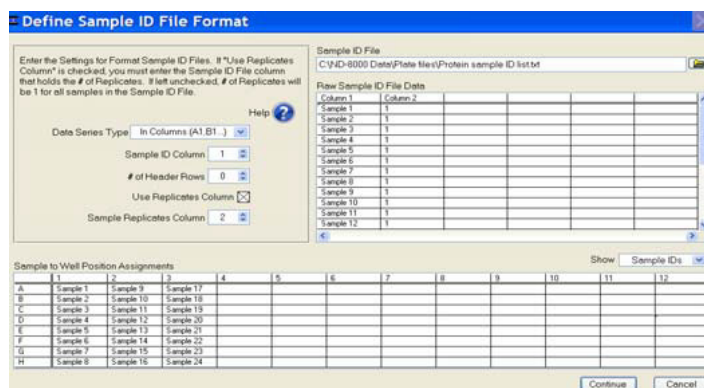 Define Sample ID File Format
Enter the Settings for Format Sample ID Files. If "Use Replicates
Column" is checked, you must enter the Sample ID File column
that holds the # of Replicates. If left unchecked, # of Replicates will
be 1 for all samples in the Sample ID File.
Help ?
Data Series Type In Columns (A1,B1...)
Sample ID Column 1
# of Header Rows 0
Use Replicates Column
Sample Replicates Column 2
Sample ID File
C:\ND-8000 Data\Plate files\Protein sample ID list.txt
Raw Sample ID File Data
Column 1 Column 2
Sample 1 1
Sample 2 1
Sample 3 1
Sample 4 1
Sample 5 1
Sample 6 1
Sample 7 1
Sample 8 1
Sample 9 1
Sample 10 1
Sample 11 1
Sample 12 1
Show Sample IDs
Sample to Well Position Assignments
1 2 3 4 5 6 7 8 9 10 11 12
A Sample 1 Sample 9 Sample 17
B Sample 2 Sample 10 Sample 18
C Sample 3 Sample 11 Sample 19
D Sample 4 Sample 12 Sample 20
E Sample 5 Sample 13 Sample 21
F Sample 6 Sample 14 Sample 22
G Sample 7 Sample 15 Sample 23
H Sample 8 Sample 16 Sample 24
Continue Cancel